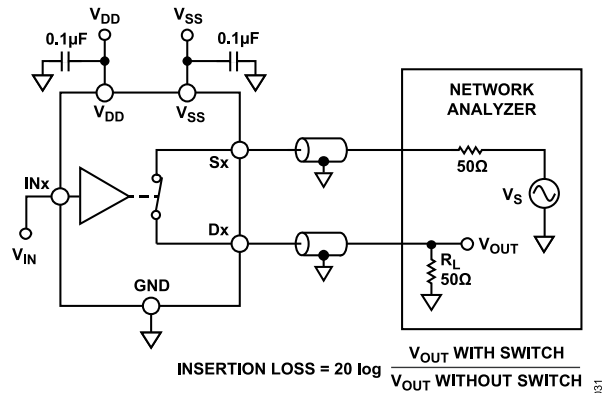 VDD
VSS
0.1µF
0.1µF
VDD
VSS
NETWORK
ANALYZER
Sx
50Ω
INx
VS
Dx
VOUT
VIN
RL
50Ω
GND
INSERTION LOSS = 20 log VOUT WITH SWITCH
VOUT WITHOUT SWITCH
031